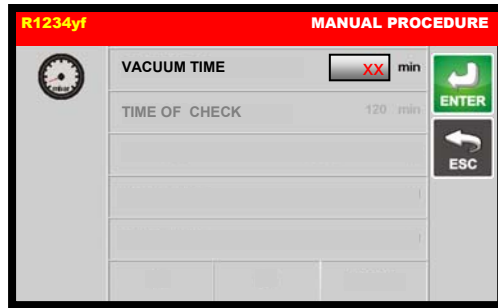 R1234yf MANUAL PROCEDURE
VACUUM TIME XX min
mbar
ENTER
TIME OF CHECK 120 min
ESC